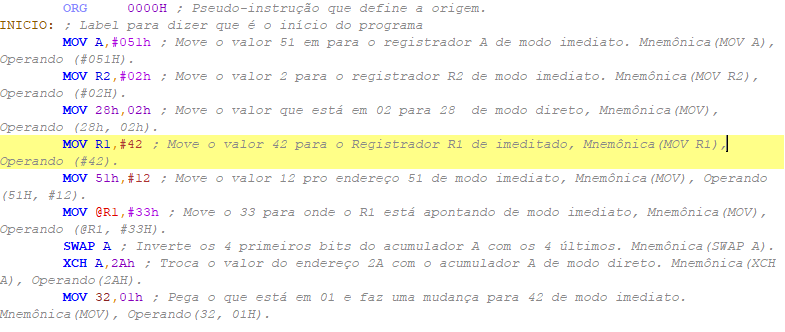 ORG 0000H ; Pseudo-instrução que define a origem.
INICIO: ; Label para dizer que é o início do programa
MOV A,#051h ; Move o valor 51 em para o registrador A de modo imediato. Mnemônica(MOV A),
Operando (#051H).
MOV R2,#02h ; Move o valor 2 para o registrador R2 de modo imediato. Mnemônica(MOV R2),
Operando (#02H).
MOV 28h,02h ; Move o valor que está em 02 para 28 de modo direto, Mnemônica(MOV),
Operando (28h, 02h).
MOV R1,#42 ; Move o valor 42 para o Registrador R1 de imeditado, Mnemônica(MOV R1),
Operando (#42).
MOV 51h,#12 ; Move o valor 12 pro endereço 51 de modo imediato, Mnemônica(MOV), Operando
(51H, #12).
MOV @R1,#33h ; Move o 33 para onde o R1 está apontando de modo imediato, Mnemônica(MOV),
Operando (@R1, #33H).
SWAP A ; Inverte os 4 primeiros bits do acumulador A com os 4 últimos. Mnemônica(SWAP A).
XCH A,2Ah ; Troca o valor do endereço 2A com o acumulador A de modo direto. Mnemônica(XCH
A), Operando(2AH).
MOV 32,01h ; Pega o que está em 01 e faz uma mudança para 42 de modo imediato.
Mnemônica(MOV), Operando(32, 01H).